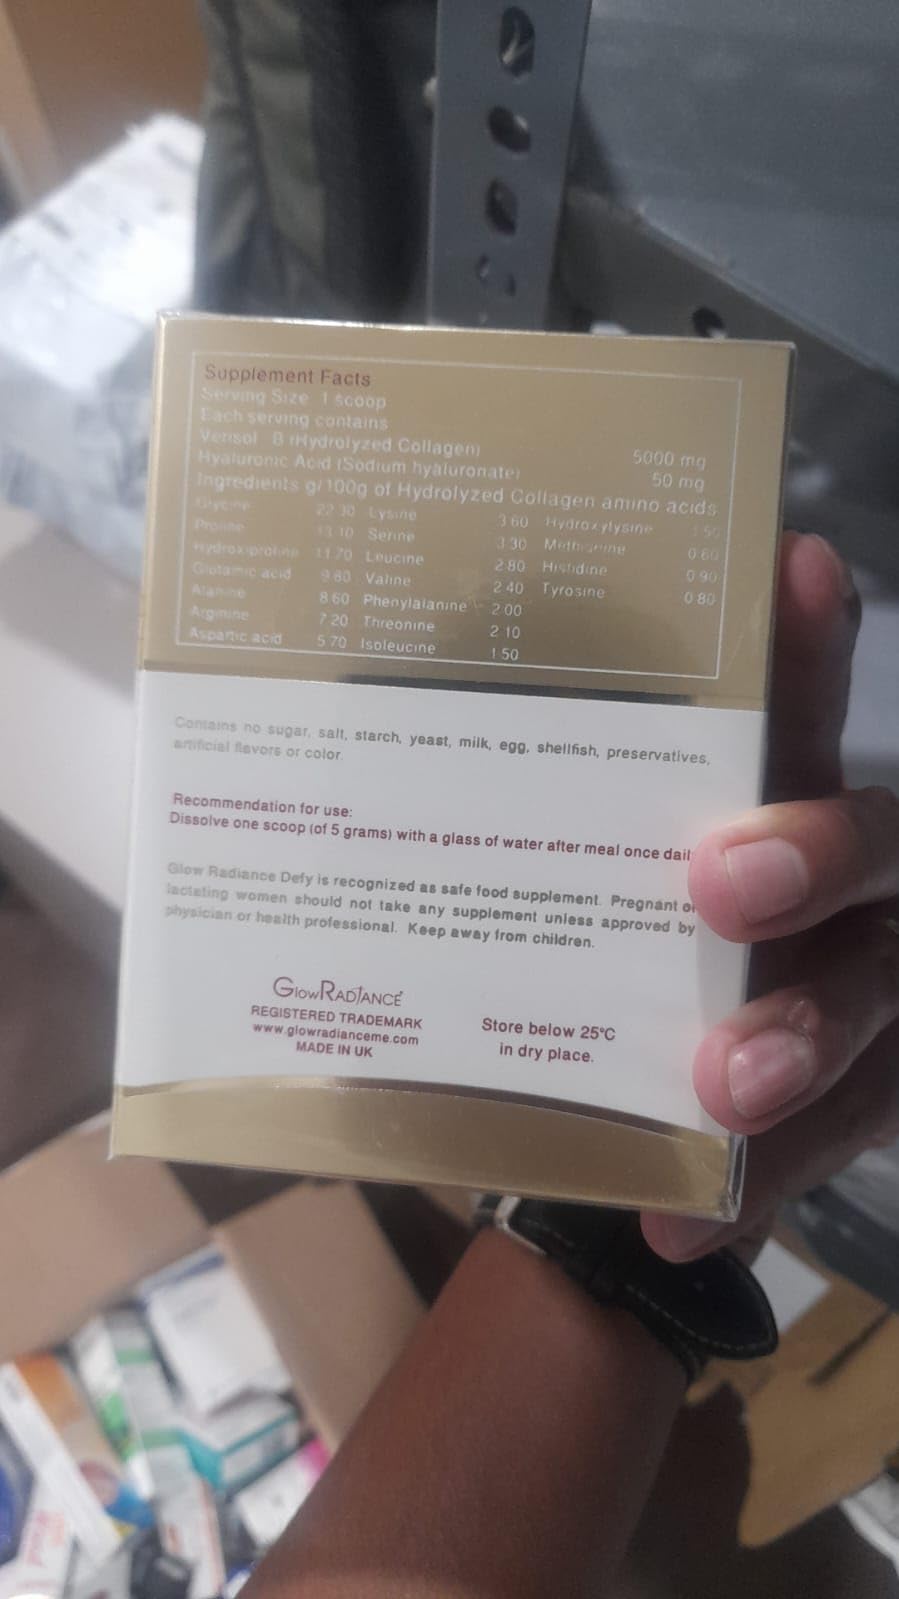 Supplement Facts
Serving Size 1 scoop
Each serving contains
Verisol B (Hydrolyzed Collagen) 5000 mg
Hyaluronic Acid (Sodium hyaluronate) 50 mg
Ingredients g/100g of Hydrolyzed Collagen amino acids
Glycine 22.30 Lysine 3.60 Hydroxylysine 1.50
Proline 13.10 Serine 3.30 Methionine 0.60
Hydroxiproline 11.70 Leucine 2.80 Histidine 0.90
Glutamic acid 9.80 Valine 2.40 Tyrosine 0.80
Alanine 8.60 Phenylalanine 2.00
Arginine 7.20 Threonine 2.10
Aspartic acid 5.70 Isoleucine 1.50
Contains no sugar, salt, starch, yeast, milk, egg, shellfish, preservatives,
artificial flavors or color.
Recommendation for use:
Dissolve one scoop (of 5 grams) with a glass of water after meal once dail
Glow Radiance Defy is recognized as safe food supplement. Pregnant or
lactating women should not take any supplement unless approved by
physician or health professional. Keep away from children.
GlowRADIANCE
REGISTERED TRADEMARK
www.glowradianceme.com
MADE IN UK
Store below 25°C
in dry place.